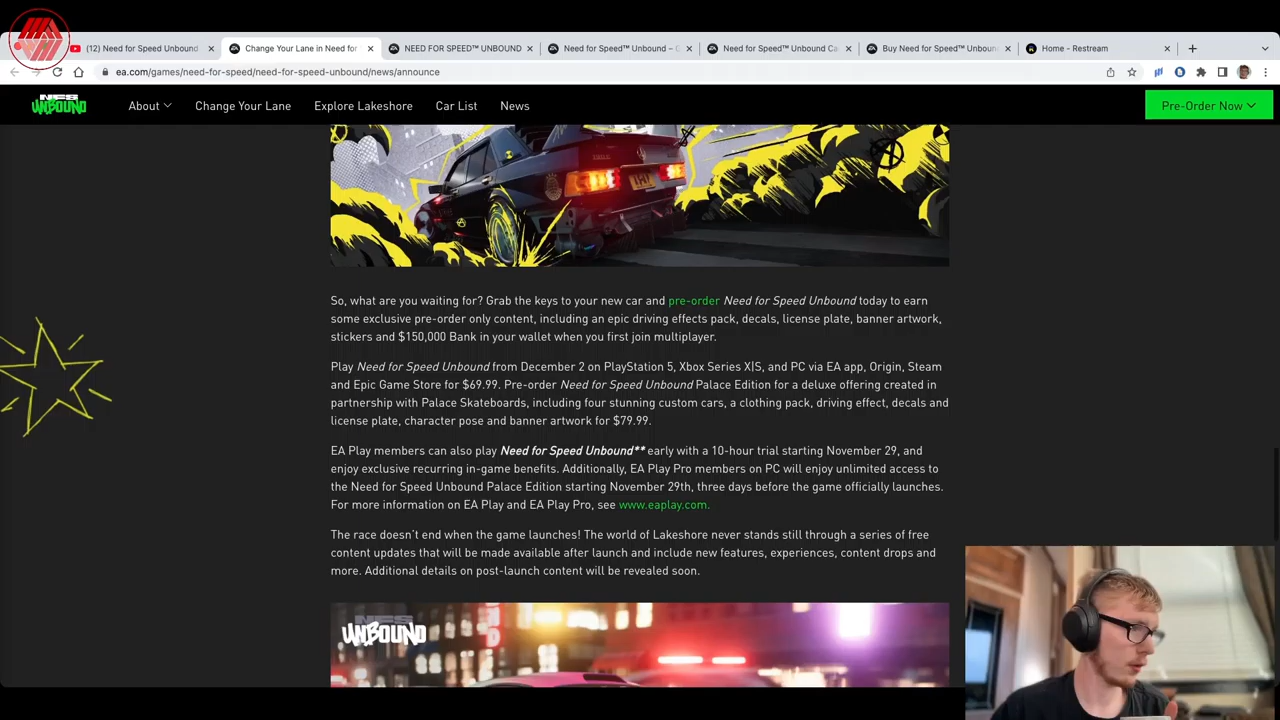 (12) Need for Speed Unbound
Change Your Lane in Need for
NEED FOR SPEED™ UNBOUND
Need for Speed™ Unbound – G
Need for Speed™ Unbound Ca
Buy Need for Speed™ Unboun
Home - Restream
ea.com/games/need-for-speed/need-for-speed-unbound/news/announce
NFS
UNBOUND
About
Change Your Lane
Explore Lakeshore
Car List
News
Pre-Order Now
So, what are you waiting for? Grab the keys to your new car and pre-order Need for Speed Unbound today to earn
some exclusive pre-order only content, including an epic driving effects pack, decals, license plate, banner artwork,
stickers and $150,000 Bank in your wallet when you first join multiplayer.
Play Need for Speed Unbound from December 2 on PlayStation 5, Xbox Series X|S, and PC via EA app, Origin, Steam
and Epic Game Store for $69.99. Pre-order Need for Speed Unbound Palace Edition for a deluxe offering created in
partnership with Palace Skateboards, including four stunning custom cars, a clothing pack, driving effect, decals and
license plate, character pose and banner artwork for $79.99.
EA Play members can also play Need for Speed Unbound** early with a 10-hour trial starting November 29, and
enjoy exclusive recurring in-game benefits. Additionally, EA Play Pro members on PC will enjoy unlimited access to
the Need for Speed Unbound Palace Edition starting November 29th, three days before the game officially launches.
For more information on EA Play and EA Play Pro, see www.eaplay.com.
The race doesn't end when the game launches! The world of Lakeshore never stands still through a series of free
content updates that will be made available after launch and include new features, experiences, content drops and
more. Additional details on post-launch content will be revealed soon.
NFS
UNBOUND